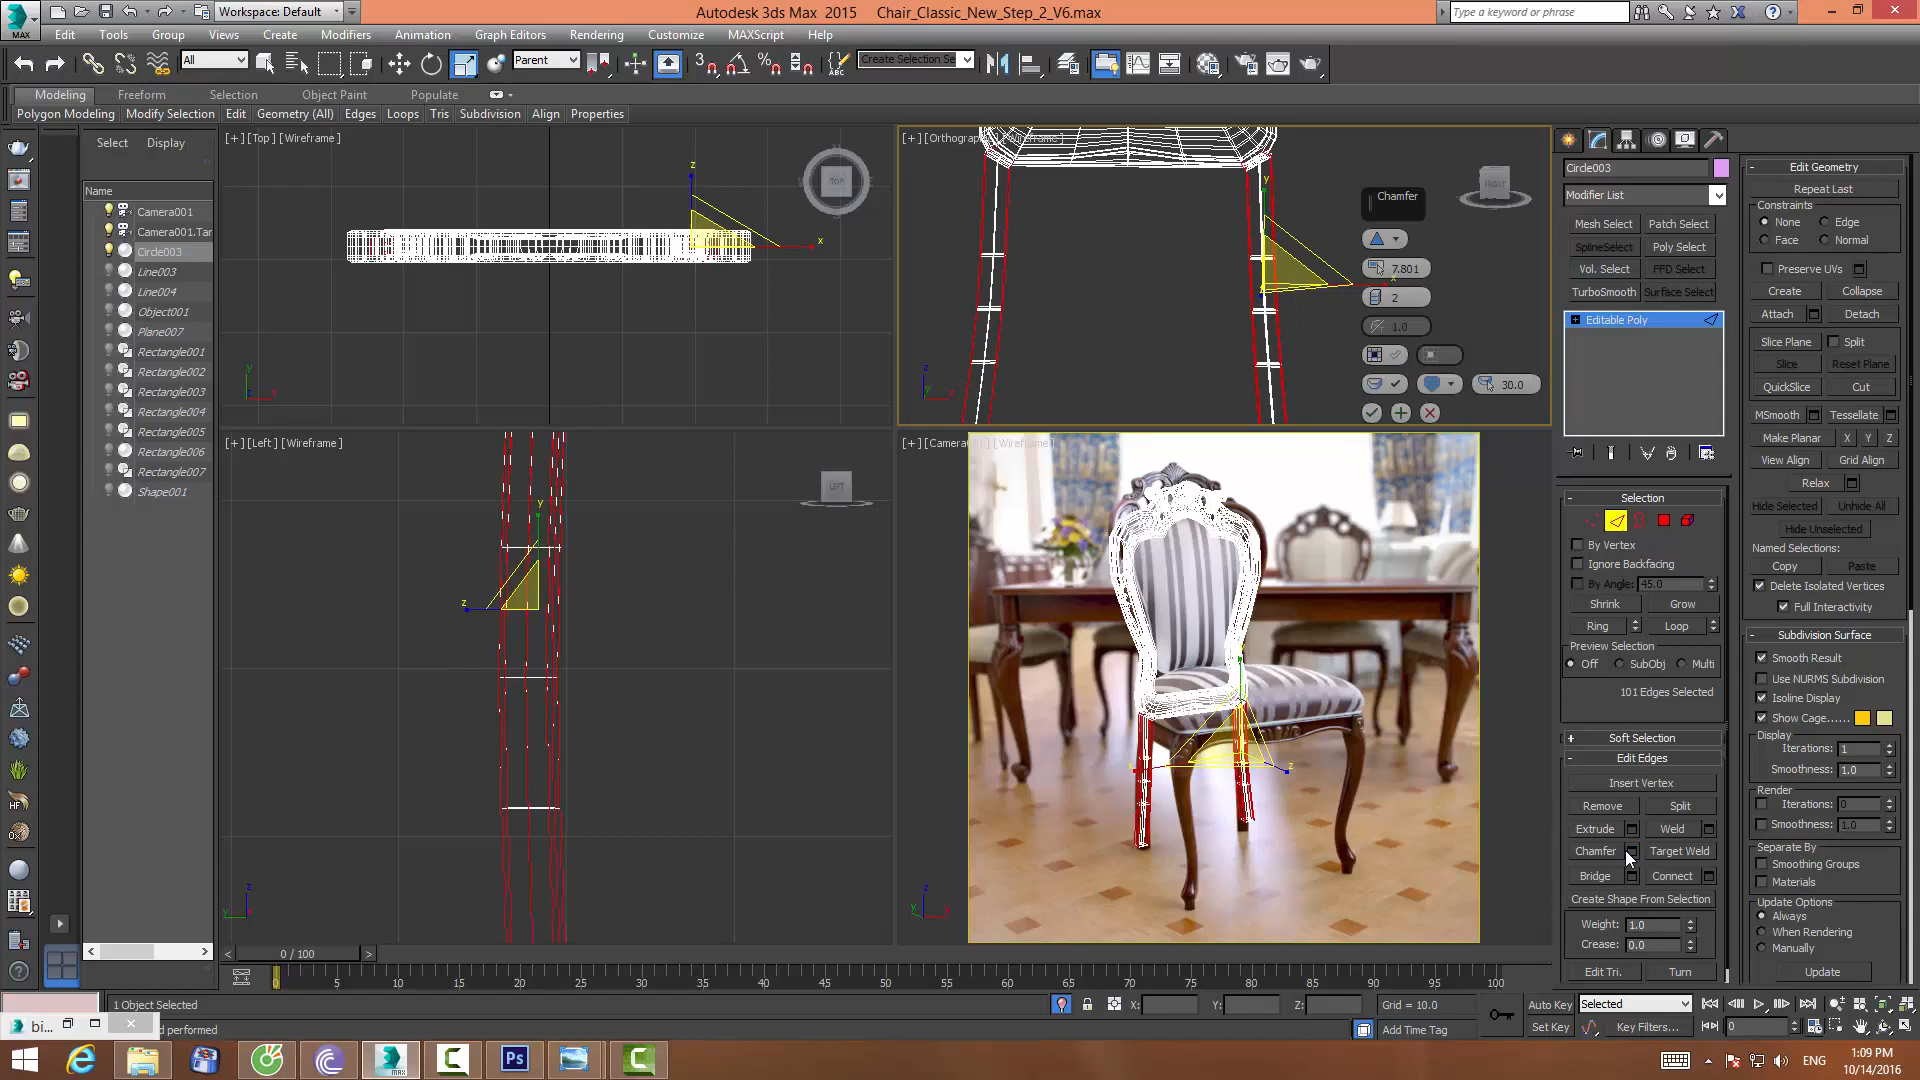 Workspace: Default
Autodesk 3ds Max 2015 Chair_Classic_New_Step_2_V6.max
Type a keyword or phrase
MAX
Edit Tools Group Views Create Modifiers Animation Graph Editors Rendering Customize MAXScript Help
All
Parent
3
Create Selection Se
ABC
Modeling Freeform Selection Object Paint Populate
Polygon Modeling Modify Selection Edit Geometry (All) Edges Loops Tris Subdivision Align Properties
Select Display
Name
Camera001
Camera001.Tar
Circle003
Line003
Line004
Object001
Plane007
Rectangle001
Rectangle002
Rectangle003
Rectangle004
Rectangle005
Rectangle006
Rectangle007
Shape001
[+] [Top] [Wireframe]
TOP
z
x
y
x
Chamfer
7.801
2
1.0
30.0
FRONT
[+] [Left] [Wireframe]
LEFT
y
z
Circle003
Modifier List
Mesh Select Patch Select
SplineSelect Poly Select
Vol. Select FFD Select
TurboSmooth Surface Select
Editable Poly
Selection
By Vertex
Ignore Backfacing
By Angle: 45.0
Shrink Grow
Ring Loop
Preview Selection
Off SubObj Multi
101 Edges Selected
Soft Selection
Edit Edges
Insert Vertex
Remove Split
Extrude Weld
Chamfer Target Weld
Bridge Connect
Create Shape From Selection
Weight: 1.0
Crease: 0.0
Edit Tri. Turn
Edit Geometry
Repeat Last
Constraints
None Edge
Face Normal
Preserve UVs
Create Collapse
Attach Detach
Slice Plane Split
Slice Reset Plane
QuickSlice Cut
MSmooth Tessellate
Make Planar X Y Z
View Align Grid Align
Relax
Hide Selected Unhide All
Hide Unselected
Named Selections:
Copy Paste
Delete Isolated Vertices
Full Interactivity
Subdivision Surface
Smooth Result
Use NURMS Subdivision
Isoline Display
Show Cage......
Display
Iterations: 1
Smoothness: 1.0
Render
Iterations: 0
Smoothness: 1.0
Separate By
Smoothing Groups
Materials
Update Options
Always
When Rendering
Manually
Update
HF
< 0 / 100 >
0 5 10 15 20 25 30 35 40 45 50 55 60 65 70 75 80 85 90 95 100
1 Object Selected
X: Y: Z: Grid = 10.0
Auto Key Selected
bi...
d performed
Add Time Tag
Set Key Key Filters...
0
Ps
MAX
ENG
1:09 PM
10/14/2016